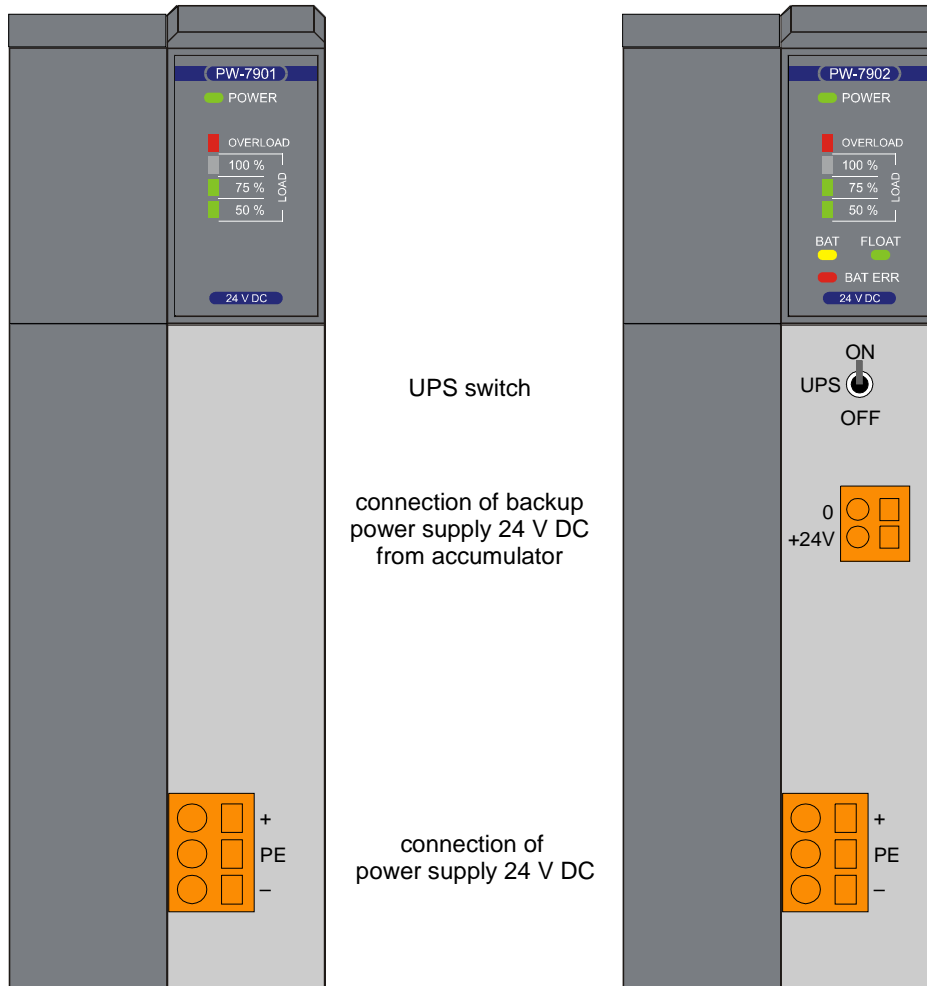 PW-7901
POWER
OVERLOAD
100 %
75 %
50 %
LOAD
24 V DC
+
PE
–
UPS switch
connection of backup
power supply 24 V DC
from accumulator
connection of
power supply 24 V DC
PW-7902
POWER
OVERLOAD
100 %
75 %
50 %
LOAD
BAT FLOAT
BAT ERR
24 V DC
ON
UPS
OFF
0
+24V
+
PE
–